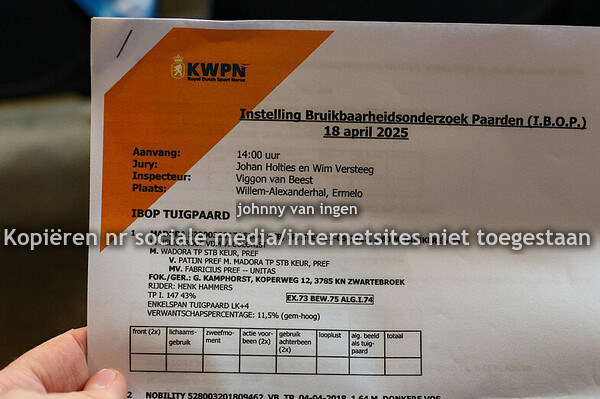 KWPN
Royal Dutch Sport Horse
Instelling Bruikbaarheidsonderzoek Paarden (I.B.O.P.)
18 april 2025
Aanvang: 14:00 uur
Jury: Johan Holties en Wim Versteeg
Inspecteur: Viggon van Beest
Plaats: Willem-Alexanderhal, Ermelo
johnny van ingen
IBOP TUIGPAARD
Kopiëren nr sociale media/internetsites niet toegestaan
1
M. WADORA TP STB KEUR, PREF
V. PATIJN PREF M. MADORA TP STB KEUR, PREF
MV. FABRICIUS PREF -- UNITAS
FOK./GER.: G. KAMPHORST, KOPERWEG 12, 3785 KN ZWARTEBROEK
RIJDER: HENK HAMMERS
TP I. 147 43% EX.73 BEW.75 ALG.I.74
ENKELSPAN TUIGPAARD LK+4
VERWANTSCHAPSPERCENTAGE: 11,5% (gem-hoog)
front (2x) lichaams-gebruik zweefmo-ment actie voor-been (2x) gebruik achterbeen (2x) looplust alg. beeld als tuig-paard totaal
2 NOBILITY 528003201809462, VB, TP, 04-04-2018, 1.64 M, DONKERE VOS